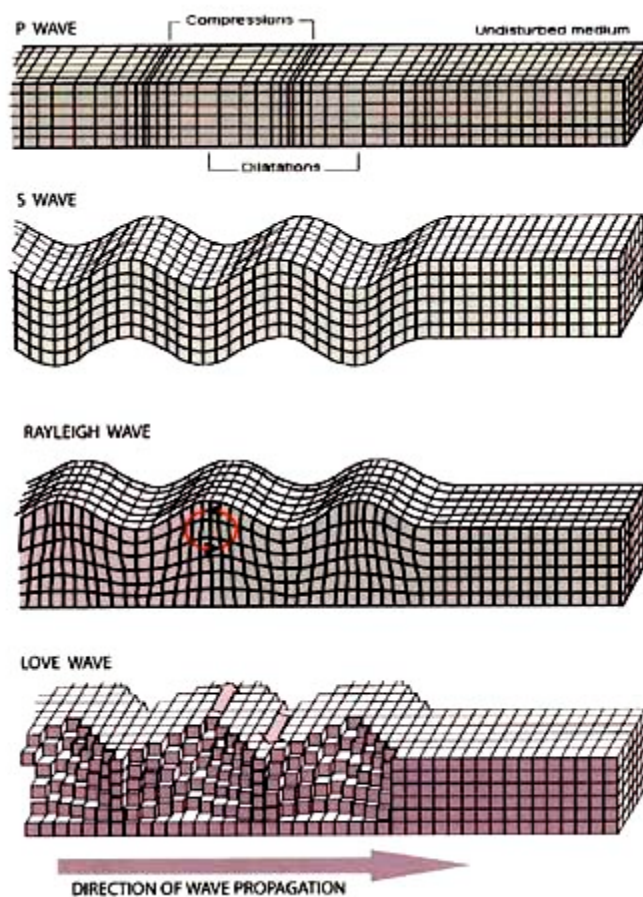 P WAVE
Compressions
Undisturbed medium
Dilatations
S WAVE
RAYLEIGH WAVE
LOVE WAVE
DIRECTION OF WAVE PROPAGATION